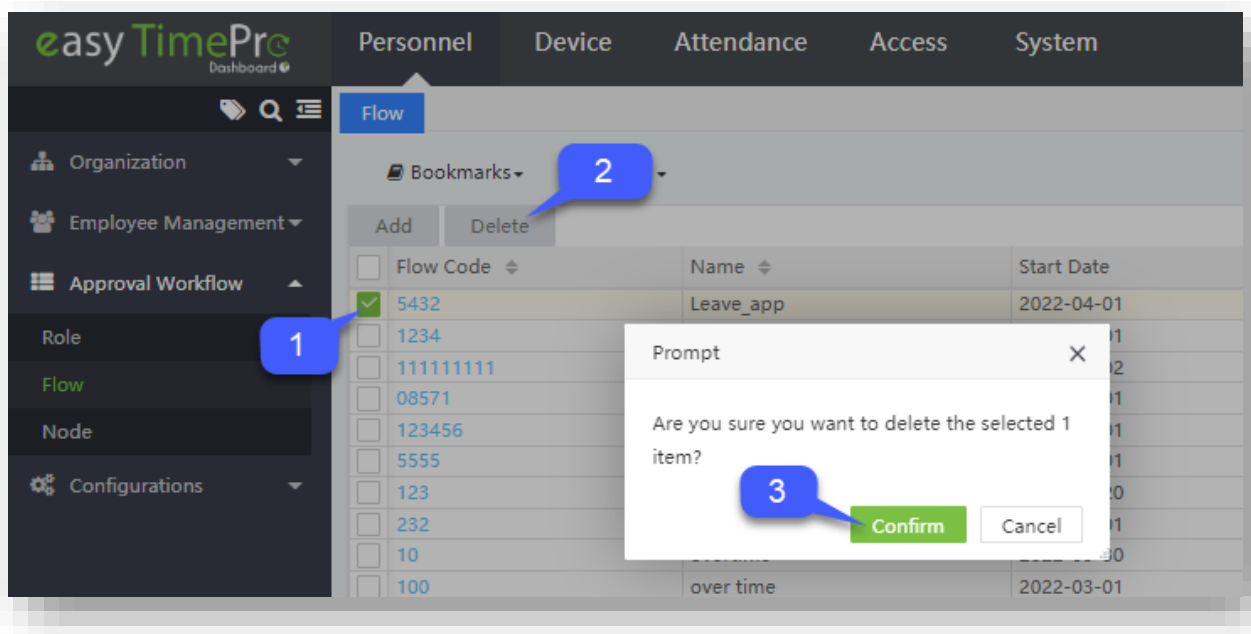 easy TimePro
Dashboard
Personnel Device Attendance Access System
Flow
Organization
Bookmarks
2
Employee Management
Add Delete
Flow Code Name Start Date
Approval Workflow
5432 Leave_app 2022-04-01
Role
1
1234
Prompt
111111111
Flow
08571
Node
123456
Are you sure you want to delete the selected 1
item?
5555
Configurations
123
3
232
Confirm Cancel
10
100 over time 2022-03-01